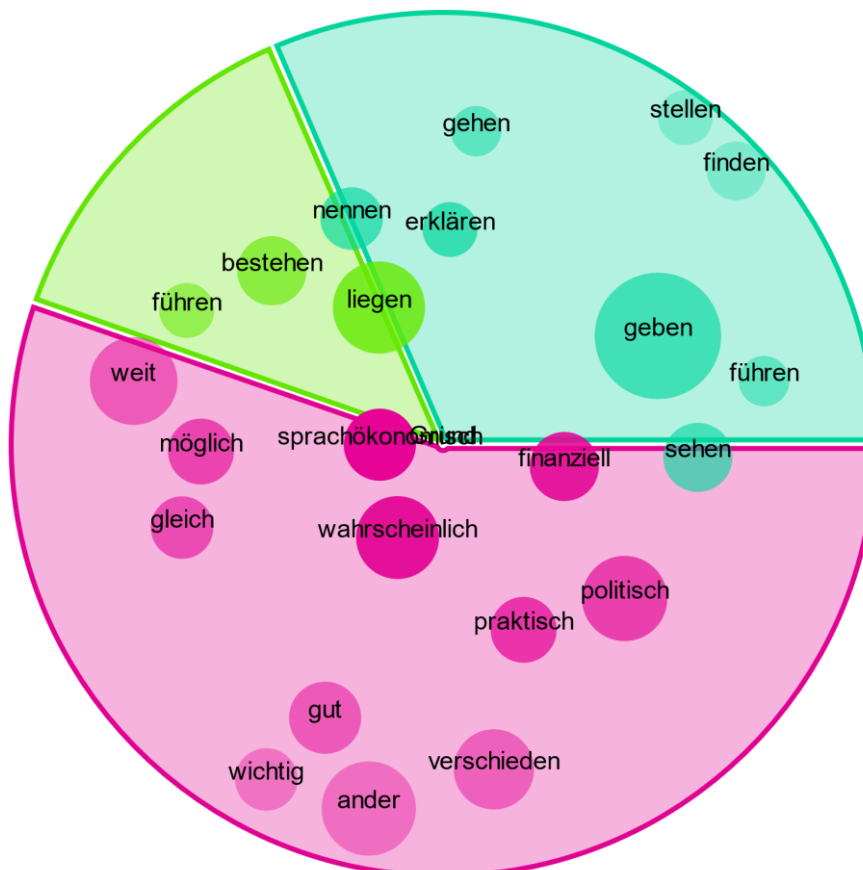 stellen
gehen
finden
nennen
erklären
bestehen
führen
liegen
geben
weit
führen
möglich
sprachökonomisch
Grund
finanziell
sehen
gleich
wahrscheinlich
politisch
praktisch
gut
verschieden
wichtig
ander